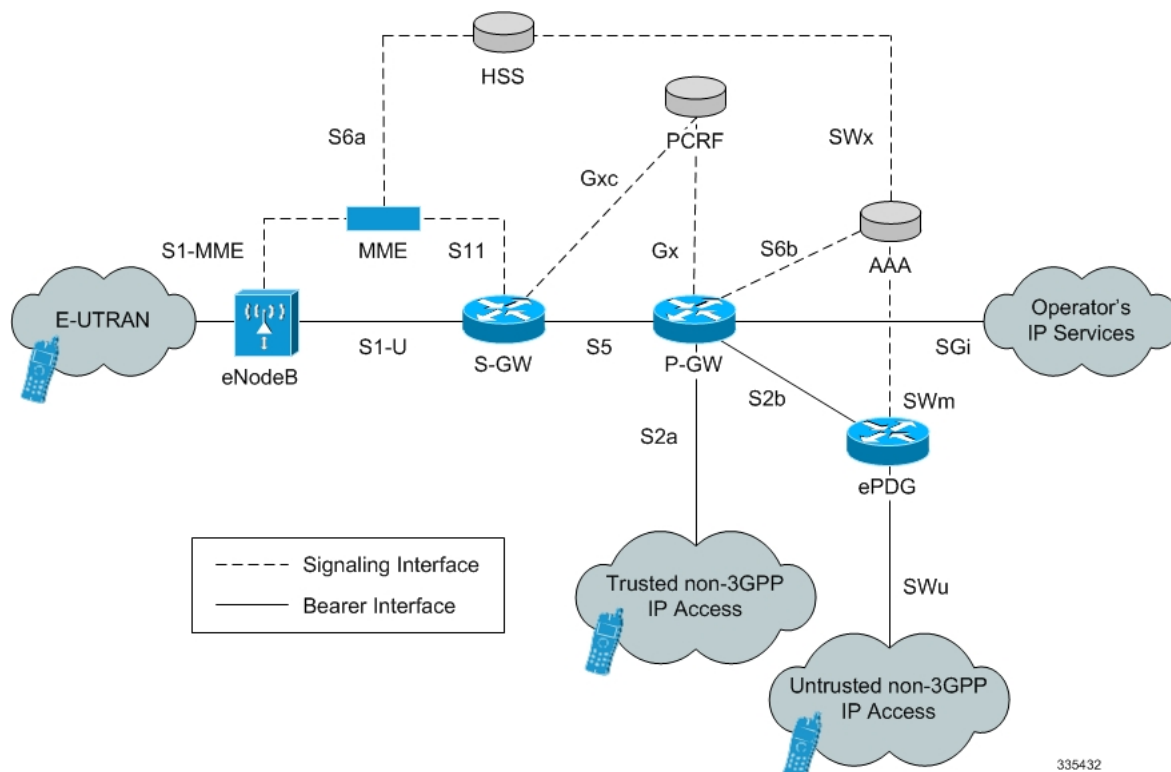 HSS
S6a
PCRF
SWx
Gxc
S1-MME
MME
S11
Gx
S6b
AAA
E-UTRAN
Operator's
IP Services
eNodeB
S1-U
S-GW
S5
P-GW
SGi
S2b
SWm
S2a
ePDG
Signaling Interface
Bearer Interface
Trusted non-3GPP
IP Access
SWu
Untrusted non-3GPP
IP Access
335432